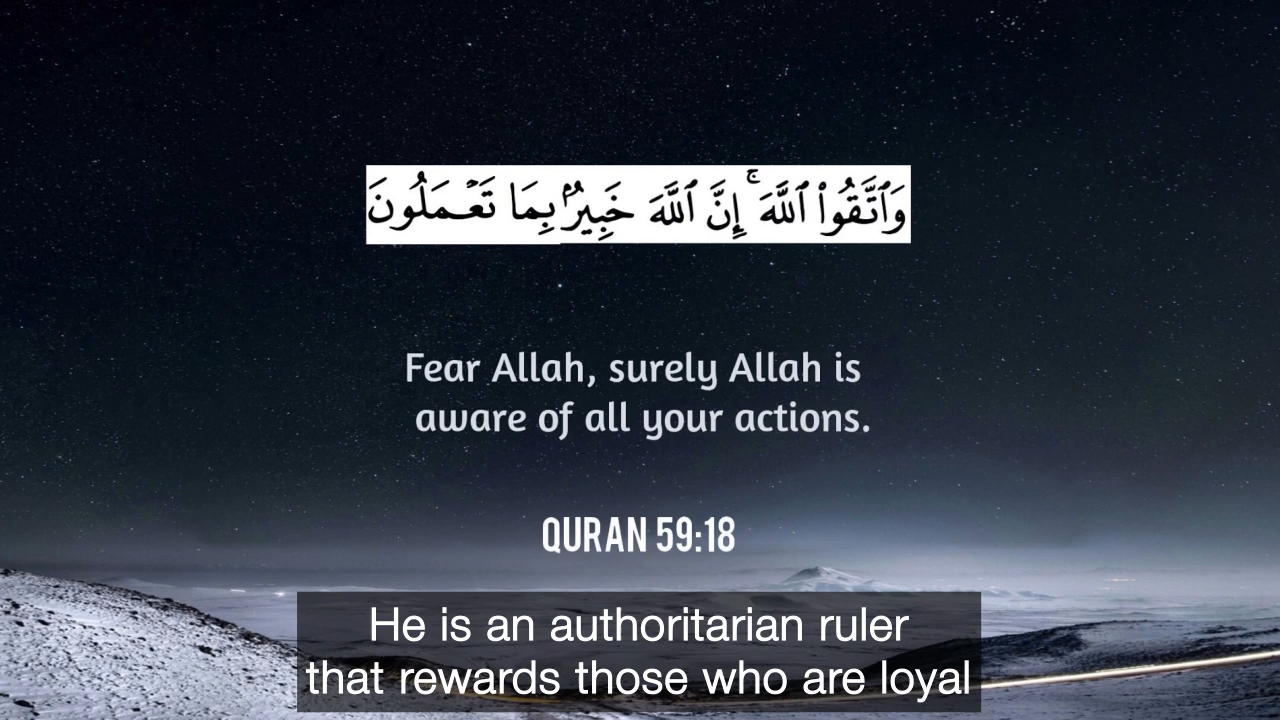 وَٱتَّقُوا۟ ٱللَّهَ ۚ إِنَّ ٱللَّهَ خَبِيرٌۢ بِمَا تَعْمَلُونَ
Fear Allah, surely Allah is
aware of all your actions.
QURAN 59:18
He is an authoritarian ruler
that rewards those who are loyal